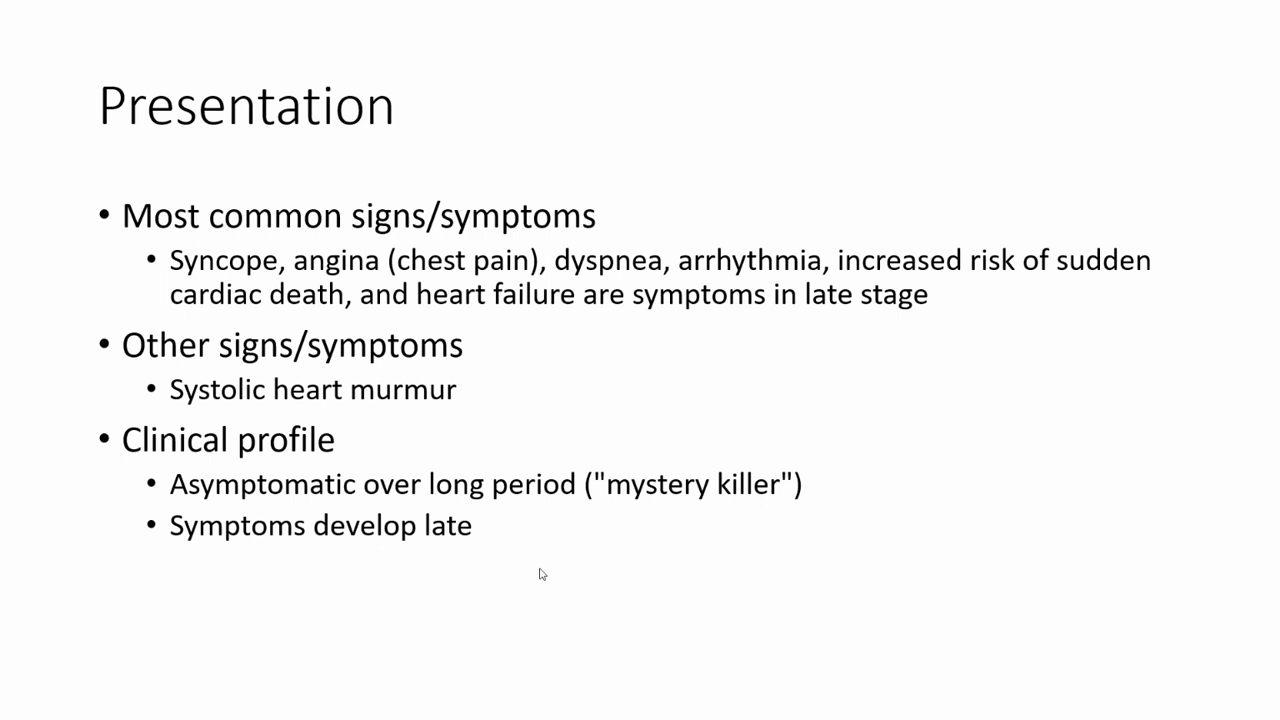 Presentation
• Most common signs/symptoms
• Syncope, angina (chest pain), dyspnea, arrhythmia, increased risk of sudden
cardiac death, and heart failure are symptoms in late stage
• Other signs/symptoms
• Systolic heart murmur
• Clinical profile
• Asymptomatic over long period ("mystery killer")
• Symptoms develop late